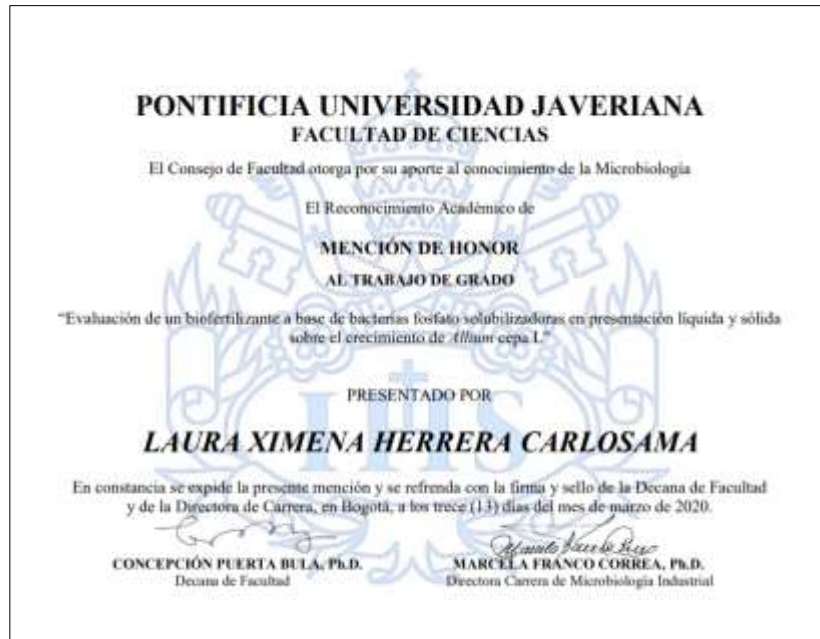 PONTIFICIA UNIVERSIDAD JAVERIANA
FACULTAD DE CIENCIAS
El Consejo de Facultad otorga por su aporte al conocimiento de la Microbiología
El Reconocimiento Académico de
MENCIÓN DE HONOR
AL TRABAJO DE GRADO
“Evaluación de un biofertilizante a base de bacterias fosfato solubilizadoras en presentación líquida y sólida
sobre el crecimiento de Allium cepa L”
PRESENTADO POR
LAURA XIMENA HERRERA CARLOSAMA
En constancia se expide la presente mención y se refrenda con la firma y sello de la Decana de Facultad
y de la Directora de Carrera, en Bogotá, a los trece (13) días del mes de marzo de 2020.
CONCEPCIÓN PUERTA BULA, Ph.D.
Decana de Facultad
MARCELA FRANCO CORREA, Ph.D.
Directora Carrera de Microbiología Industrial
IHS